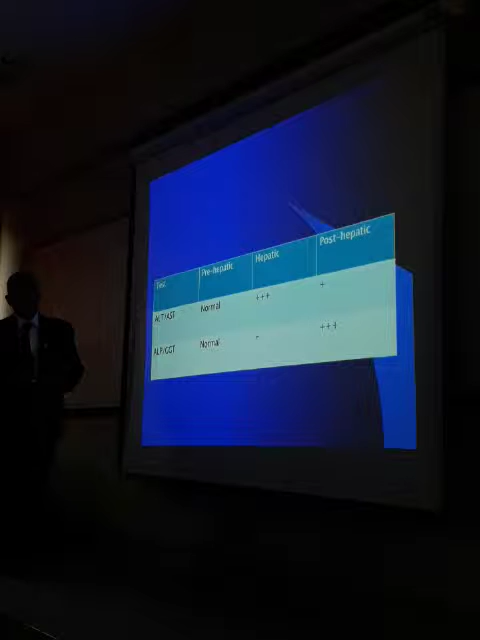 Test Pre-hepatic Hepatic Post-hepatic
ALT/AST Normal +++ +
ALP/GGT Normal + +++